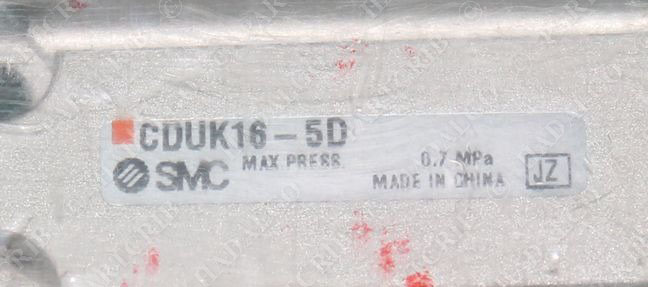 CDUK16-5D
SMC MAX PRESS. 0.7 MPa
MADE IN CHINA JZ